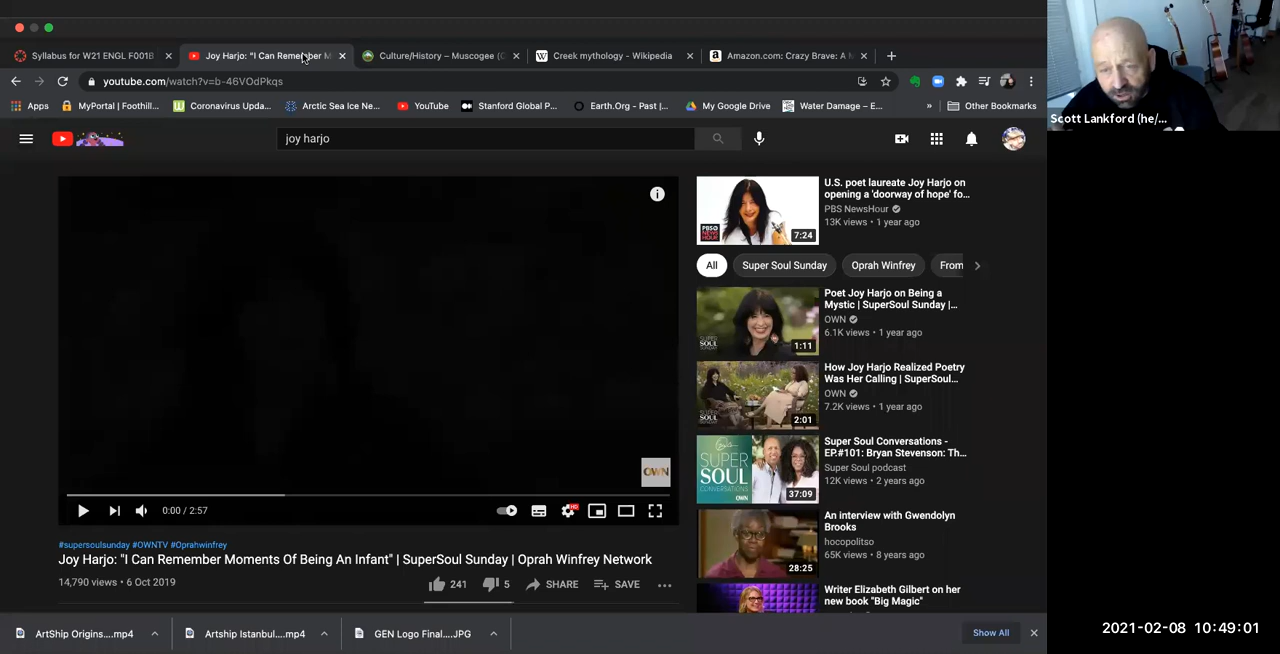 Syllabus for W21 ENGL F001B
Joy Harjo: "I Can Remember M
Culture/History – Muscogee (C
Creek mythology - Wikipedia
Amazon.com: Crazy Brave: A M
youtube.com/watch?v=b-46VOdPkqs
Apps
MyPortal | Foothill...
Coronavirus Upda...
Arctic Sea Ice Ne...
YouTube
Stanford Global P...
Earth.Org - Past |...
My Google Drive
Water Damage – E...
»
Other Bookmarks
Scott Lankford (he/...
joy harjo
U.S. poet laureate Joy Harjo on
opening a 'doorway of hope' fo...
PBS NewsHour
13K views • 1 year ago
7:24
All
Super Soul Sunday
Oprah Winfrey
From
Poet Joy Harjo on Being a
Mystic | SuperSoul Sunday |...
OWN
6.1K views • 1 year ago
SUPER
SOUL
1:11
How Joy Harjo Realized Poetry
Was Her Calling | SuperSoul...
OWN
7.2K views • 1 year ago
SUPER
SOUL
2:01
Super Soul Conversations -
EP.#101: Bryan Stevenson: Th...
Super Soul podcast
12K views • 2 years ago
SUPER
SOUL
CONVERSATIONS
OWN
37:09
An interview with Gwendolyn
Brooks
hocopolitso
65K views • 8 years ago
28:25
Writer Elizabeth Gilbert on her
new book "Big Magic"
OWN
0:00 / 2:57
HD
#supersoulsunday #OWNTV #Oprahwinfrey
Joy Harjo: "I Can Remember Moments Of Being An Infant" | SuperSoul Sunday | Oprah Winfrey Network
14,790 views • 6 Oct 2019
241
5
SHARE
SAVE
ArtShip Origins....mp4
Artship Istanbul....mp4
GEN Logo Final....JPG
Show All
2021-02-08 10:49:01